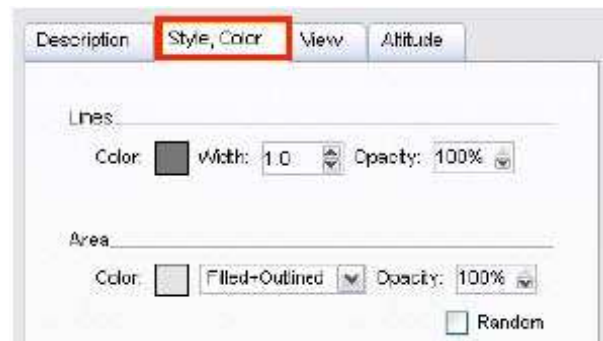 Description Style, Color View Altitude
Lines
Color: Width: 1.0 Opacity: 100%
Area
Color: Filled+Outlined Opacity: 100%
Random